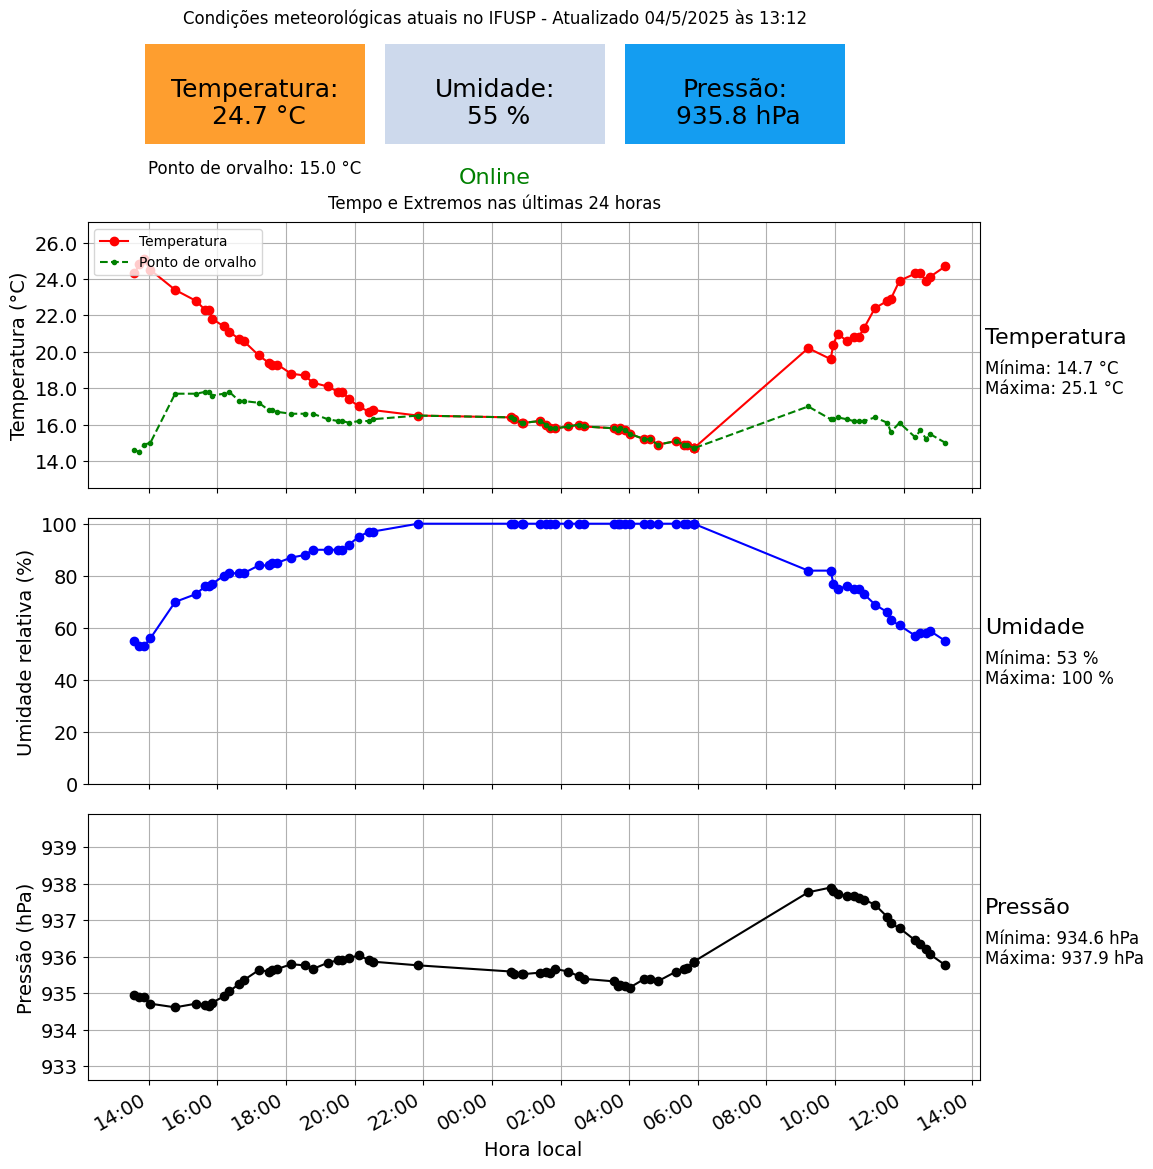 Condições meteorológicas atuais no IFUSP - Atualizado 04/5/2025 às 13:12
Temperatura:
24.7 °C
Umidade:
55 %
Pressão:
935.8 hPa
Ponto de orvalho: 15.0 °C
Online
Tempo e Extremos nas últimas 24 horas
Temperatura (°C)
26.0
24.0
22.0
20.0
18.0
16.0
14.0
Temperatura
Ponto de orvalho
Temperatura
Mínima: 14.7 °C
Máxima: 25.1 °C
Umidade relativa (%)
100
80
60
40
20
0
Umidade
Mínima: 53 %
Máxima: 100 %
Pressão (hPa)
939
938
937
936
935
934
933
Pressão
Mínima: 934.6 hPa
Máxima: 937.9 hPa
14:00 16:00 18:00 20:00 22:00 00:00 02:00 04:00 06:00 08:00 10:00 12:00 14:00
Hora local